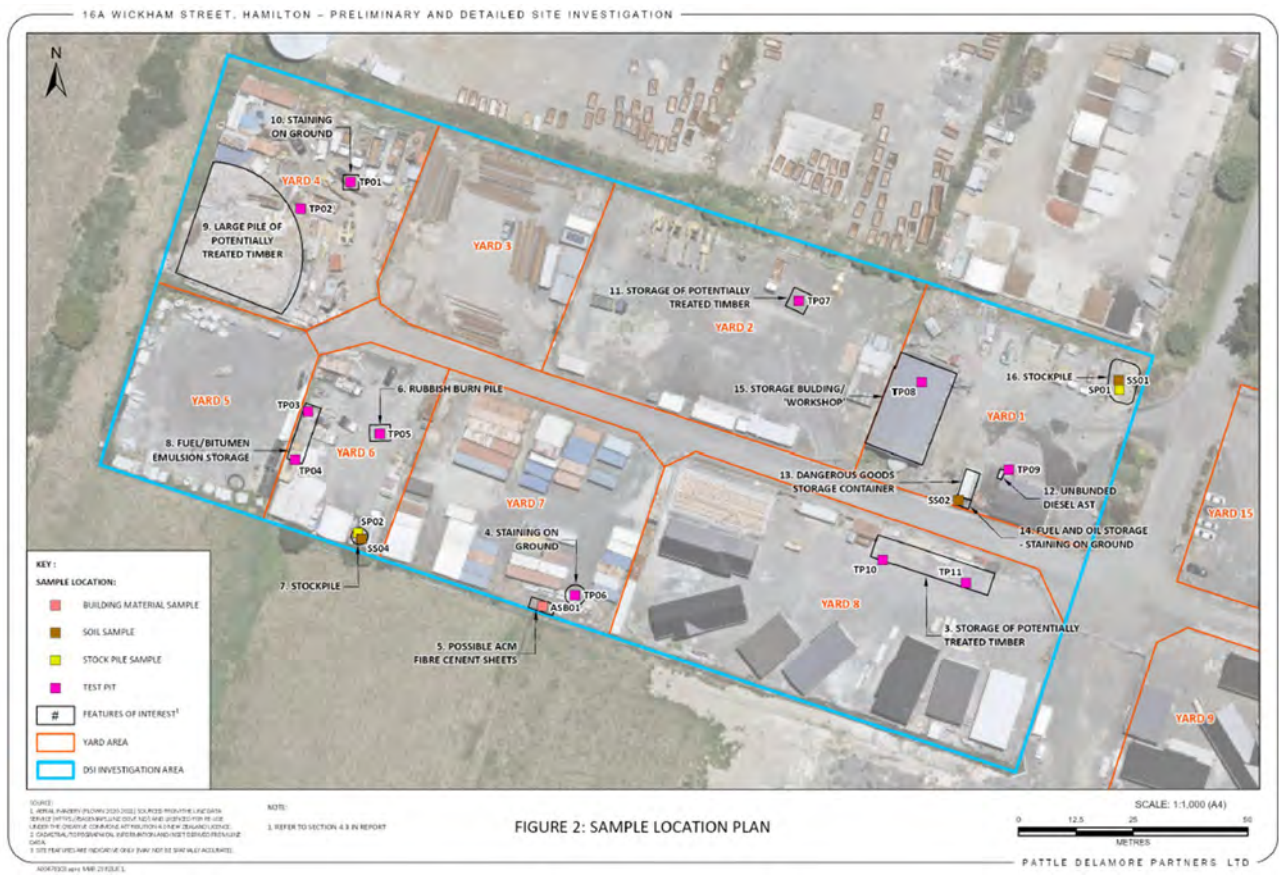 16A WICKHAM STREET, HAMILTON – PRELIMINARY AND DETAILED SITE INVESTIGATION
N
10. STAINING
ON GROUND
TP01
YARD 4
TP02
9. LARGE PILE OF
POTENTIALLY
TREATED TIMBER
YARD 3
11. STORAGE OF POTENTIALLY
TREATED TIMBER
TP07
YARD 2
15. STORAGE BULDING/
'WORKSHOP'
TP08
16. STOCKPILE
SS01
SP01
YARD 1
YARD 5
6. RUBBISH BURN PILE
TP03
TP05
8. FUEL/BITUMEN
EMULSION STORAGE
YARD 6
TP04
13. DANGEROUS GOODS
STORAGE CONTAINER
TP09
SS02
12. UNBUNDED
DIESEL AST
14. FUEL AND OIL STORAGE
- STAINING ON GROUND
YARD 15
YARD 7
4. STAINING ON
GROUND
SP02
SS04
7. STOCKPILE
TP10
TP11
TP06
ASB01
YARD 8
3. STORAGE OF POTENTIALLY
TREATED TIMBER
5. POSSIBLE ACM
FIBRE CENENT SHEETS
YARD 9
KEY :
SAMPLE LOCATION:
BUILDING MATERIAL SAMPLE
SOIL SAMPLE
STOCK PILE SAMPLE
TEST PIT
# FEATURES OF INTEREST¹
YARD AREA
DSI INVESTIGATION AREA
SOURCE:
NOTE:
1. REFER TO SECTION 4.3 IN REPORT
FIGURE 2: SAMPLE LOCATION PLAN
SCALE: 1:1,000 (A4)
0 12.5 25 50
METRES
PATTLE DELAMORE PARTNERS LTD